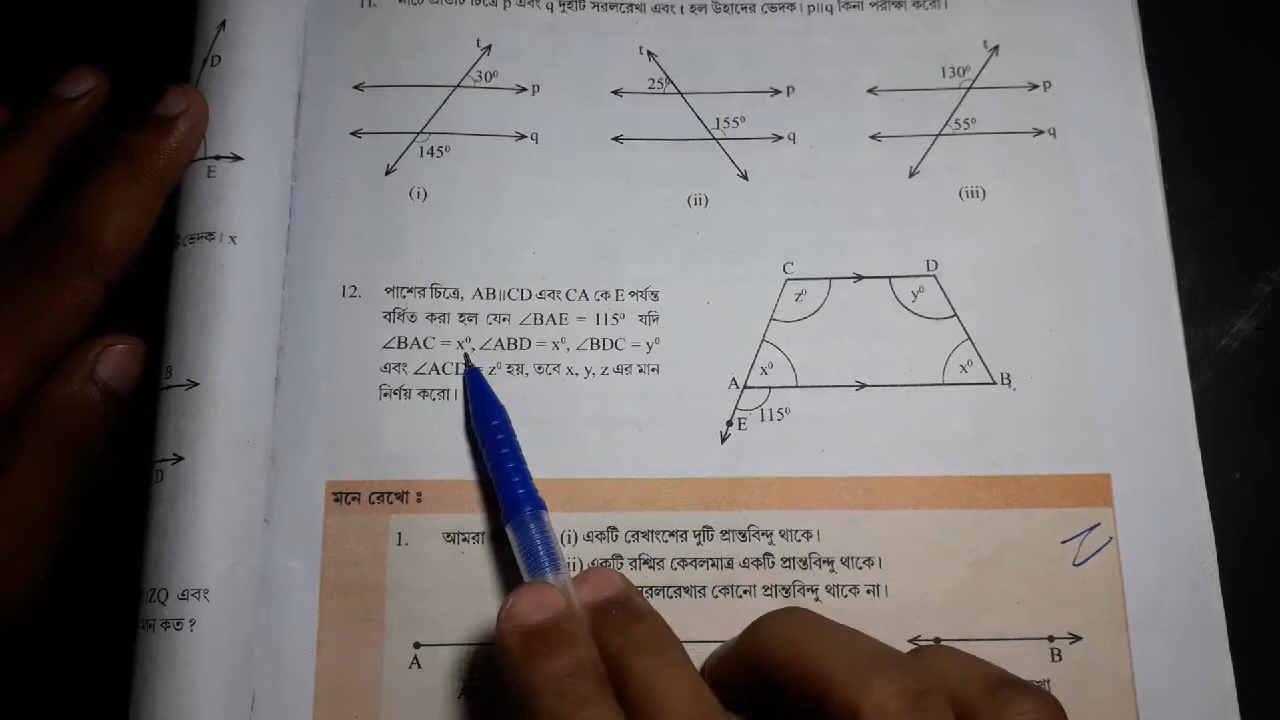 11. p এবং q দুইটি সরলরেখা এবং t হল উহাদের ভেদক। p॥q কিনা পরীক্ষা করো।
t 30⁰ p
q 145⁰
(i)
t 25⁰ p
155⁰ q
(ii)
t 130⁰ p
55⁰ q
(iii)
D
E
ভেদক। x
B
D
ZQ এবং
কত ?
12. পাশের চিত্রে, AB॥CD এবং CA কে E পর্যন্ত
বর্ধিত করা হল যেন ∠BAE = 115⁰ যদি
∠BAC = x⁰, ∠ABD = x⁰, ∠BDC = y⁰
এবং ∠ACD = z⁰ হয়, তবে x, y, z এর মান
নির্ণয় করো।
C D
z⁰ y⁰
A x⁰ x⁰ B
E 115⁰
মনে রেখো :
1. আমরা (i) একটি রেখাংশের দুটি প্রান্তবিন্দু থাকে।
ii) একটি রশ্মির কেবলমাত্র একটি প্রান্তবিন্দু থাকে।
সরলরেখার কোনো প্রান্তবিন্দু থাকে না।
A B